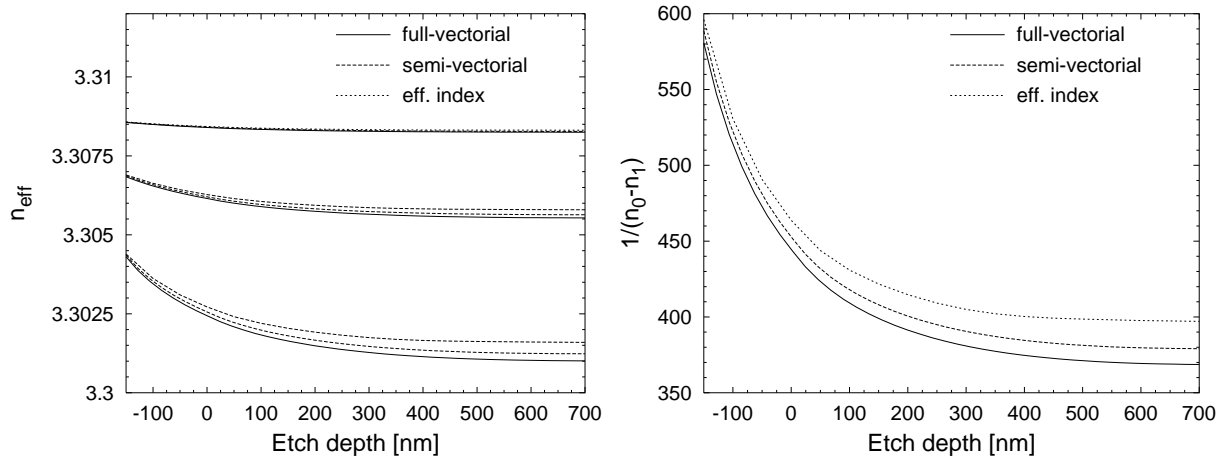 full-vectorial
semi-vectorial
eff. index
3.31
3.3075
3.305
3.3025
3.3
n_eff
-100 0 100 200 300 400 500 600 700
Etch depth [nm]
full-vectorial
semi-vectorial
eff. index
600
550
500
450
400
350
1/(n_0-n_1)
-100 0 100 200 300 400 500 600 700
Etch depth [nm]